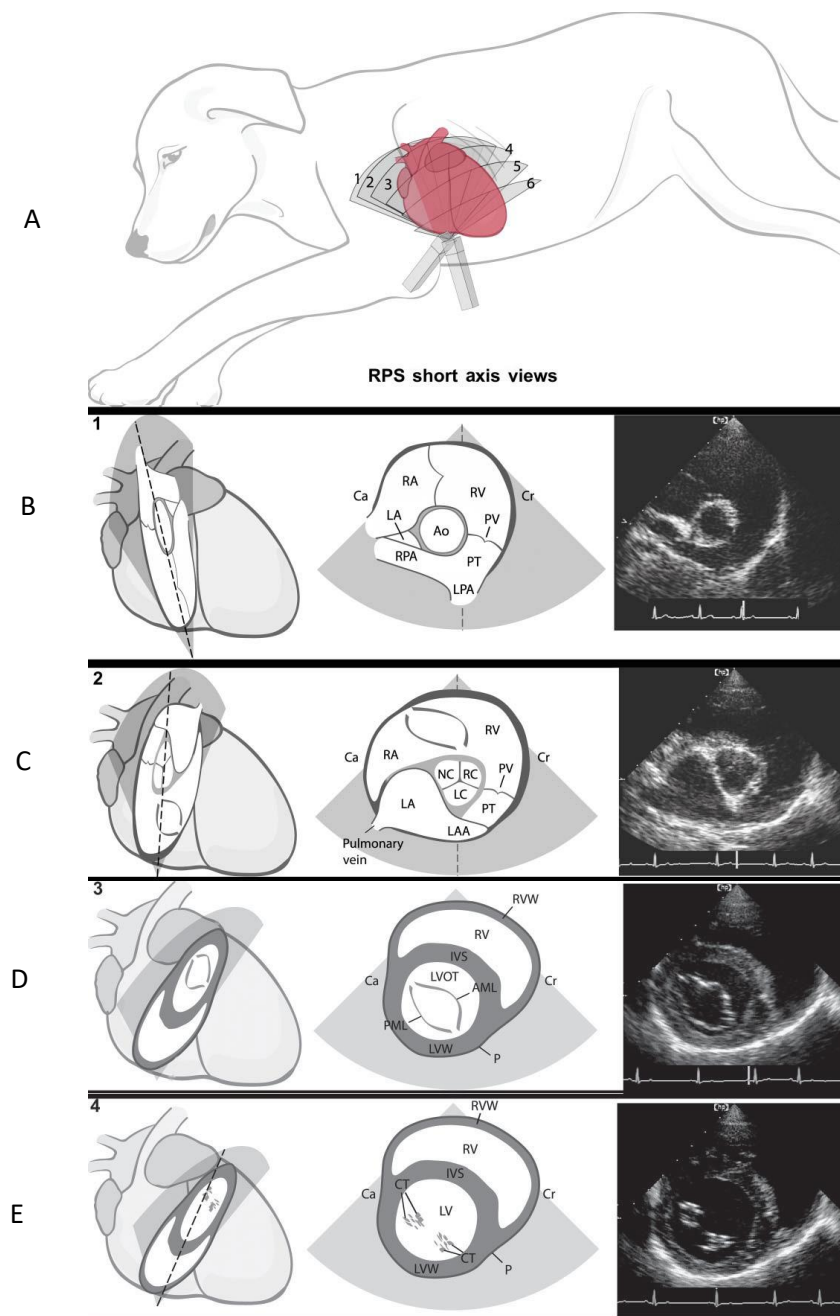 A
1
2
3
4
5
6
RPS short axis views
B
1
Ca
RA
RV
Cr
LA
Ao
PV
RPA
PT
LPA
C
2
Ca
RA
RV
Cr
NC
RC
LC
PV
LA
PT
LAA
Pulmonary
vein
D
3
RVW
RV
IVS
Ca
LVOT
AML
Cr
PML
LVW
P
E
4
RVW
RV
IVS
Ca
CT
LV
Cr
CT
LVW
P